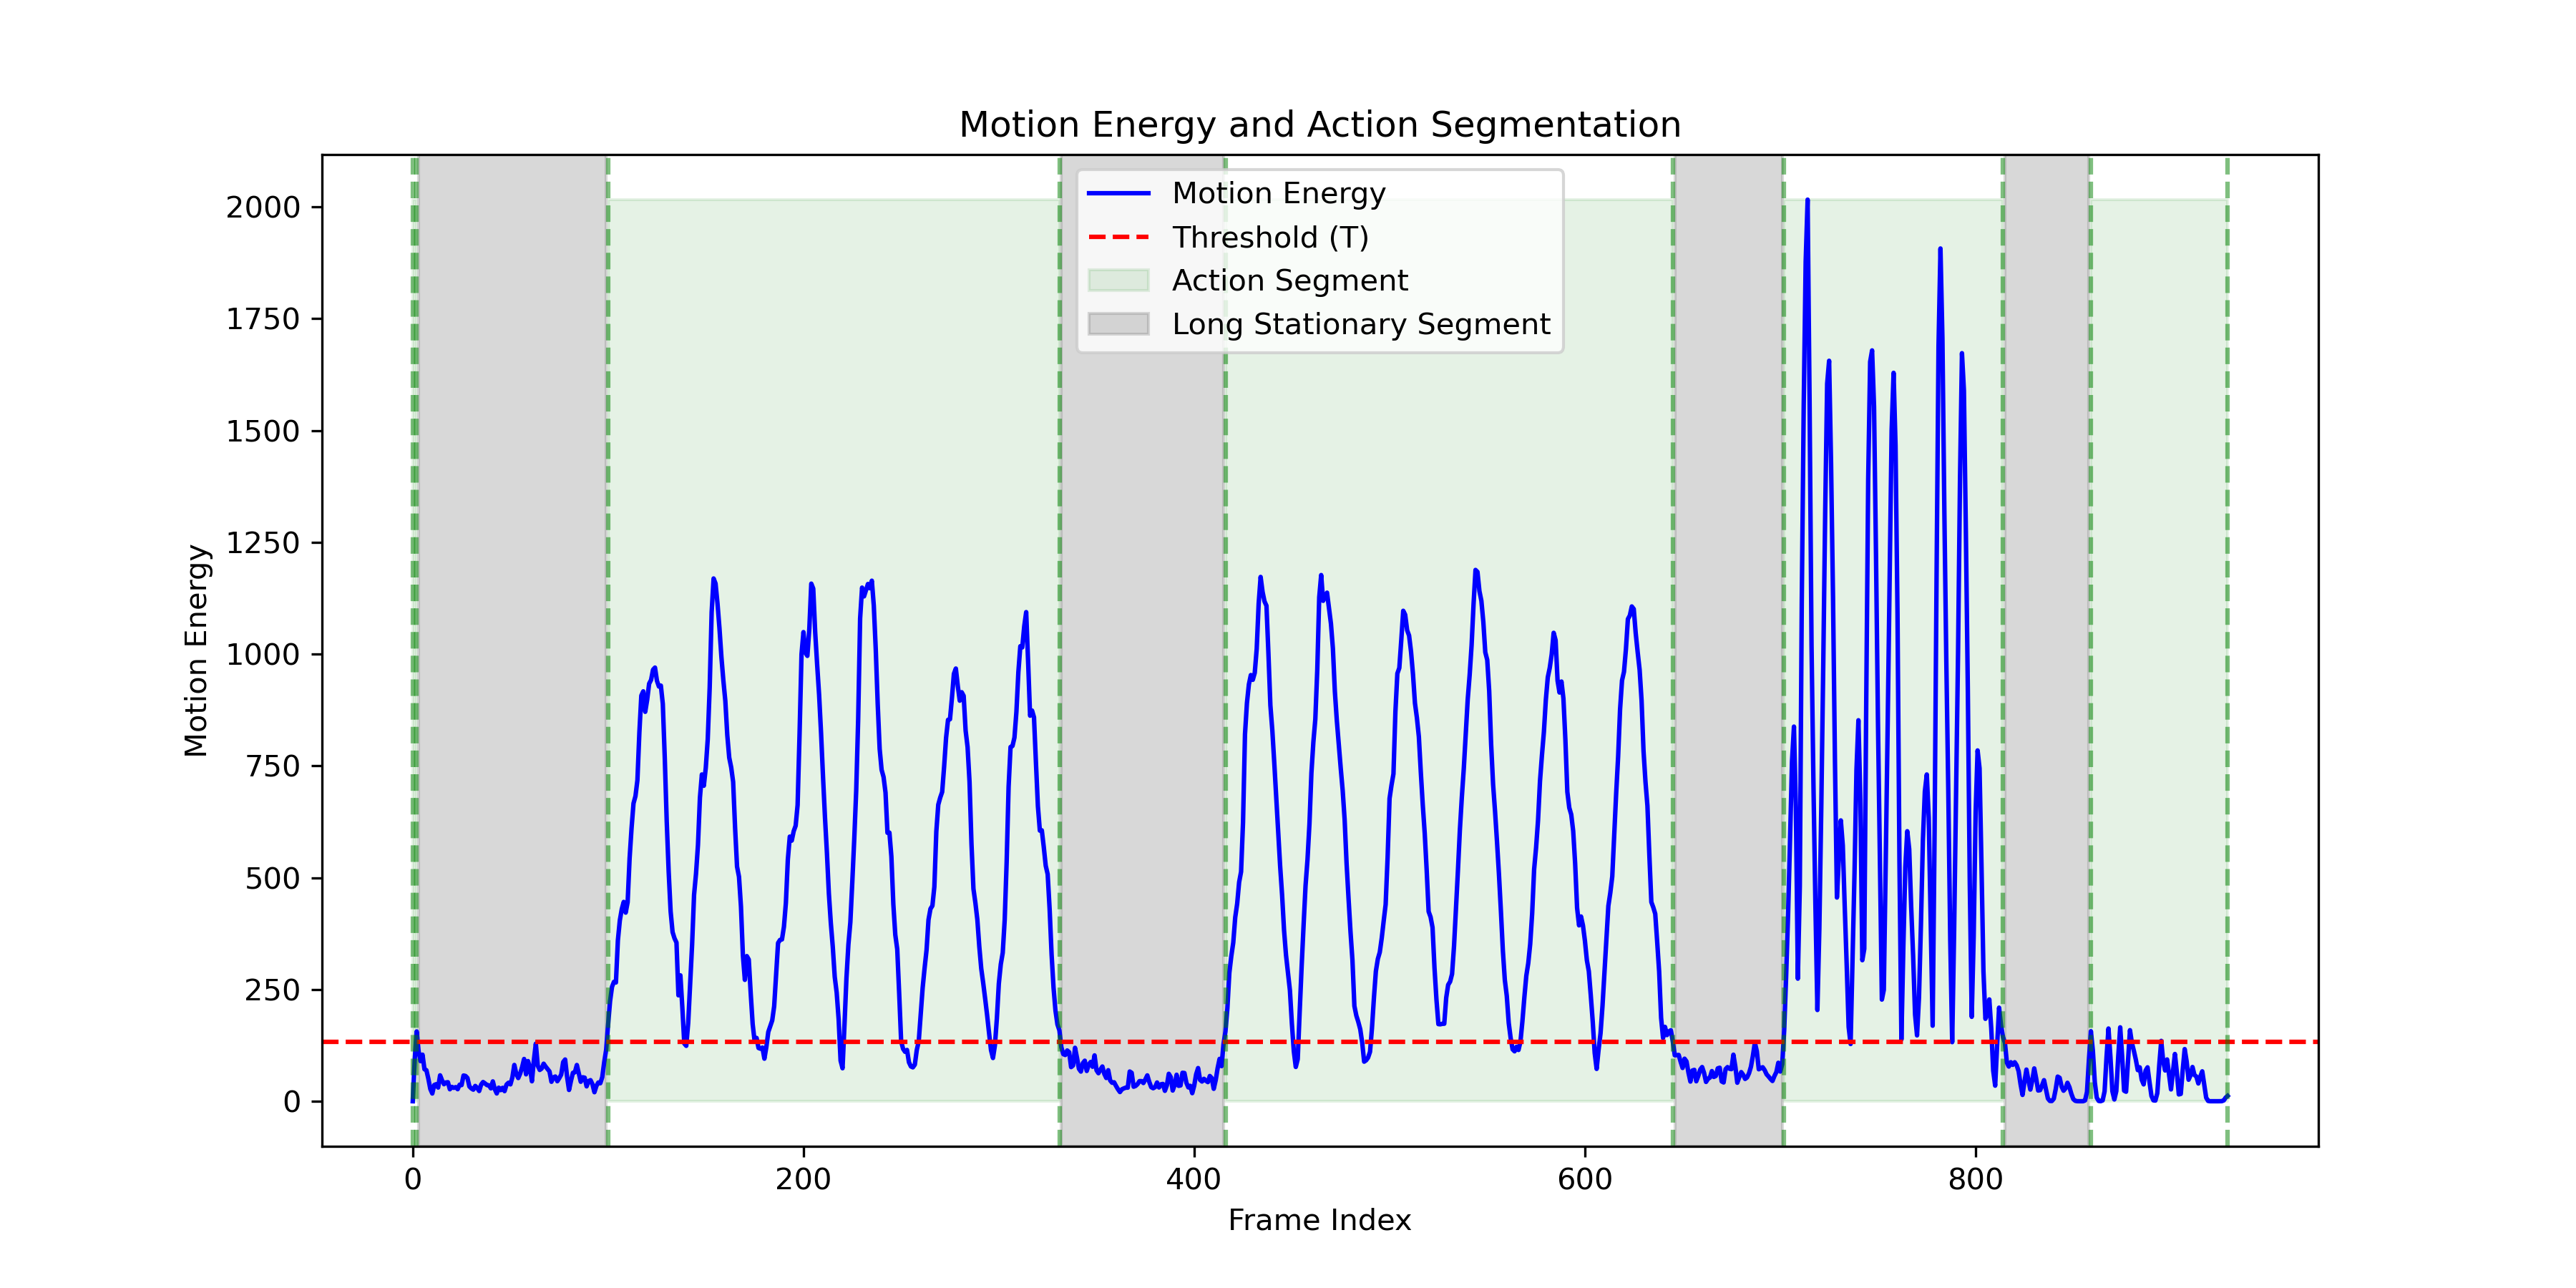 Motion Energy and Action Segmentation
Motion Energy
Threshold (T)
Action Segment
Long Stationary Segment
2000
1750
1500
1250
1000
750
500
250
0
Motion Energy
0 200 400 600 800
Frame Index